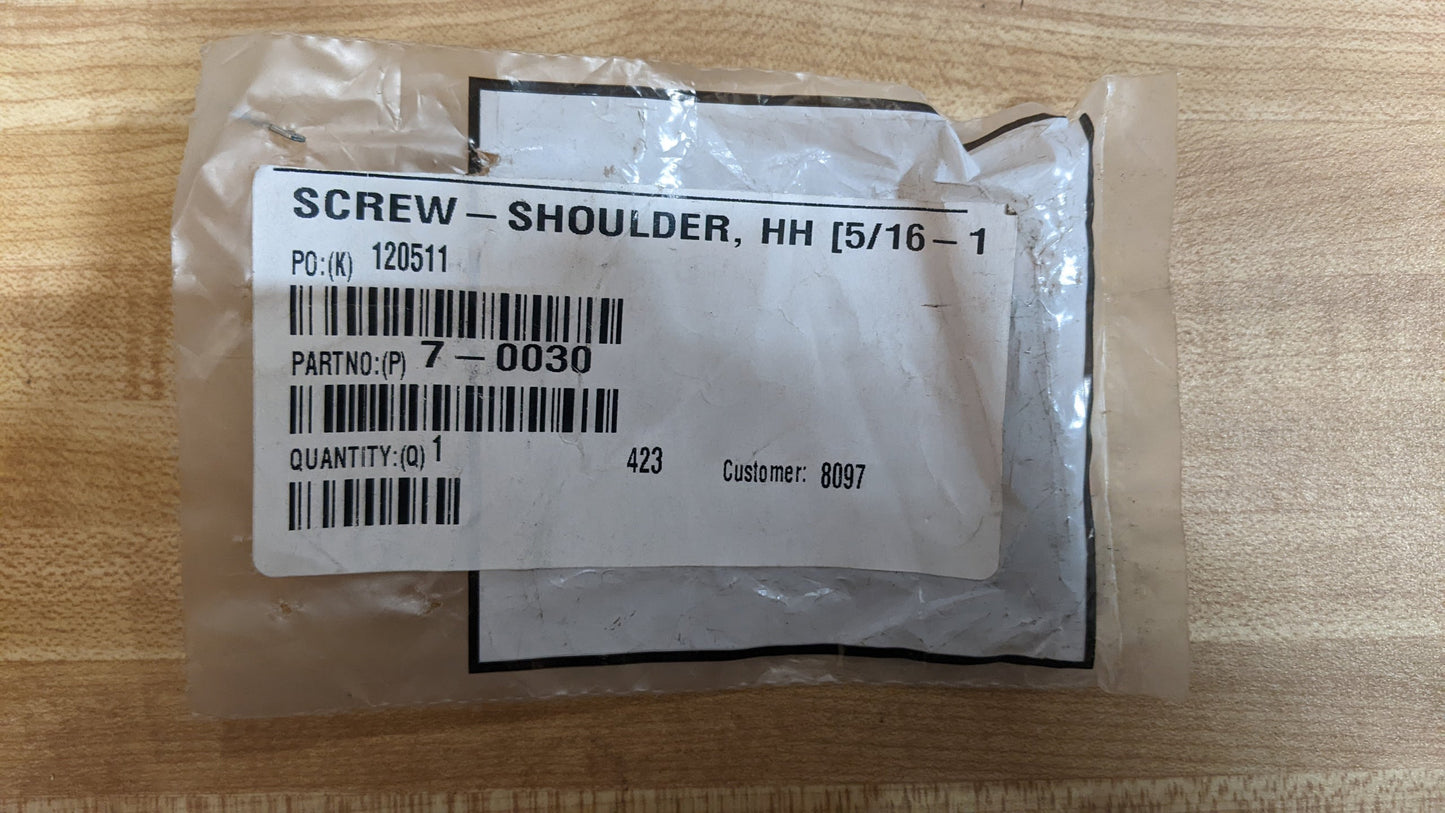 SCREW – SHOULDER, HH [5/16 – 1
PO:(K) 120511
PARTNO:(P) 7 – 0030
QUANTITY:(Q) 1 423 Customer: 8097